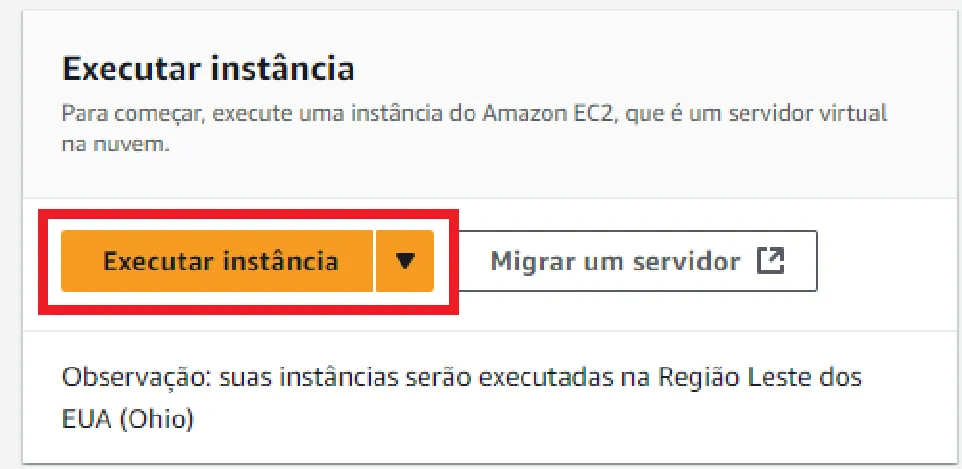 Executar instância
Para começar, execute uma instância do Amazon EC2, que é um servidor virtual
na nuvem.
Executar instância
Migrar um servidor
Observação: suas instâncias serão executadas na Região Leste dos
EUA (Ohio)